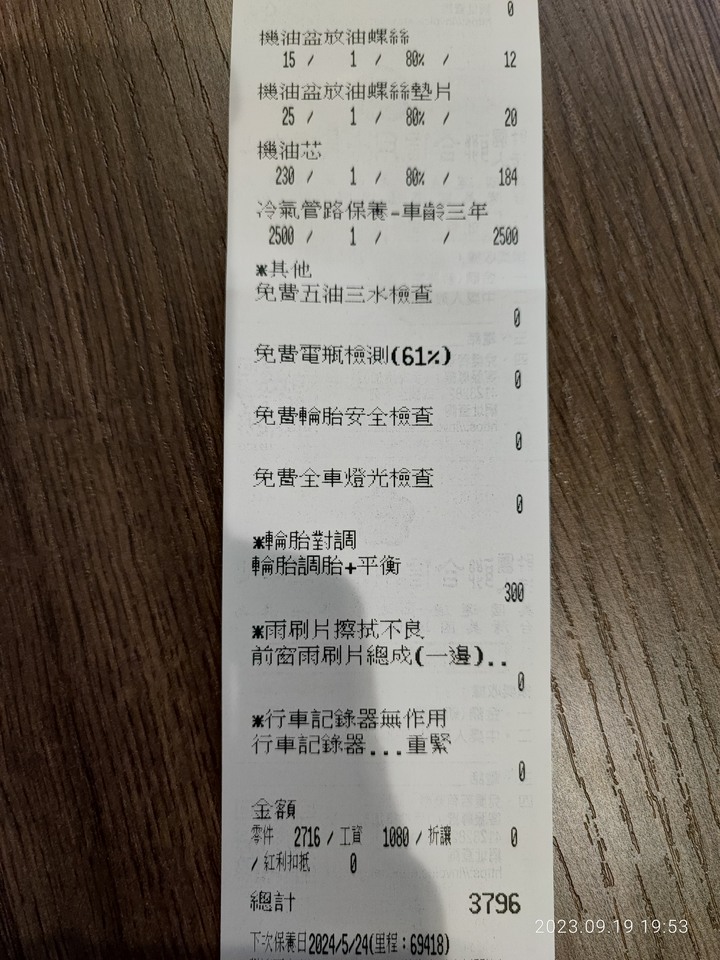 0
機油盆放油螺絲
15 / 1 / 80% / 12
機油盆放油螺絲墊片
25 / 1 / 80% / 20
機油芯
230 / 1 / 80% / 184
冷氣管路保養-車齡三年
2500 / 1 / / 2500
*其他
免費五油三水檢查
0
免費電瓶檢測(61%)
0
免費輪胎安全檢查
0
免費全車燈光檢查
0
*輪胎對調
輪胎調胎+平衡
300
*雨刷片擦拭不良
前窗雨刷片總成(一邊)..
0
*行車記錄器無作用
行車記錄器...重緊
0
金額
零件 2716 / 工資 1080 / 折讓 0
/ 紅利扣抵 0
總計 3796
下次保養日2024/5/24(里程:69418)
2023.09.19 19:53